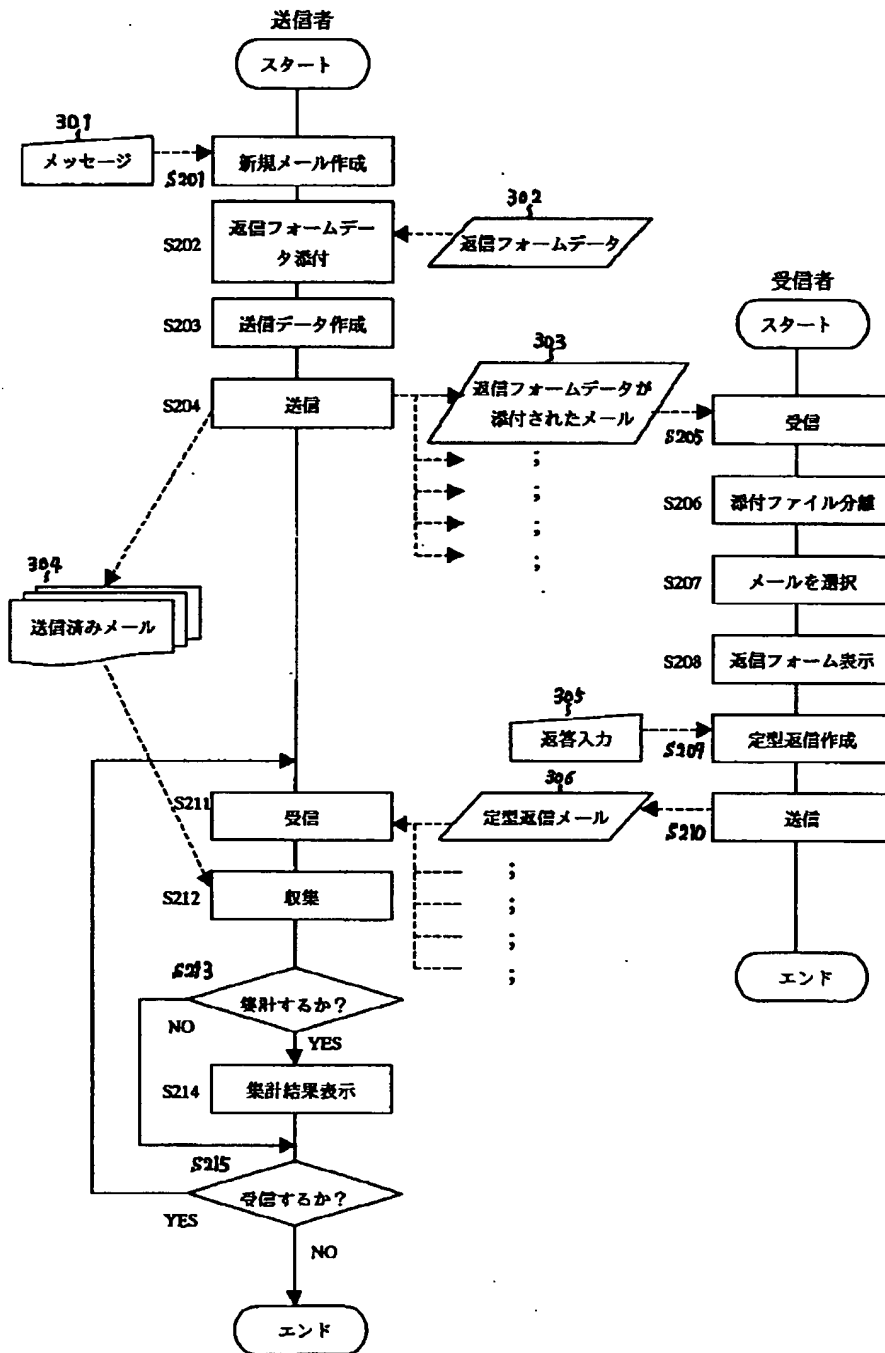 送信者
スタート
301
メッセージ
S201
新規メール作成
302
S202
返信フォームデー
タ添付
返信フォームデータ
S203
送信データ作成
受信者
スタート
303
S204
送信
返信フォームデータが
添付されたメール
S205
受信
;
;
;
;
S206
添付ファイル分離
304
送信済みメール
S207
メールを選択
S208
返信フォーム表示
305
返答入力
S209
定型返信作成
306
S211
受信
定型返信メール
S210
送信
S212
収集
;
;
;
;
エンド
S213
集計するか?
NO
YES
S214
集計結果表示
S215
受信するか?
YES
NO
エンド